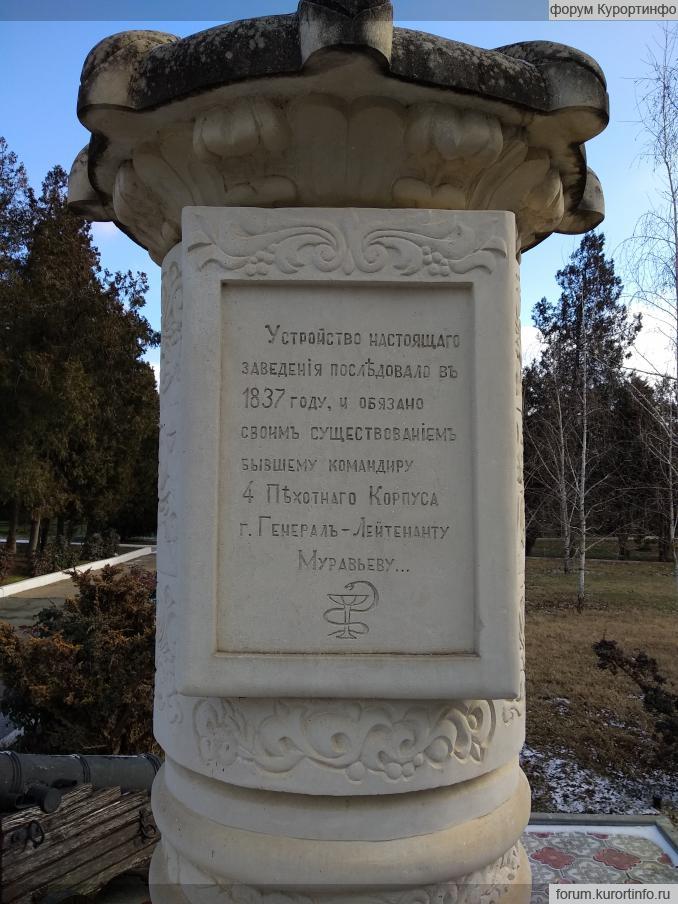 форум Курортинфо
Устройство настоящаго
заведенія послѣдовало въ
1837 году, и обязано
своимъ существованіемъ
бывшему командиру
4 Пѣхотнаго Корпуса
г. Генералъ-Лейтенанту
Муравьеву...
forum.kurortinfo.ru